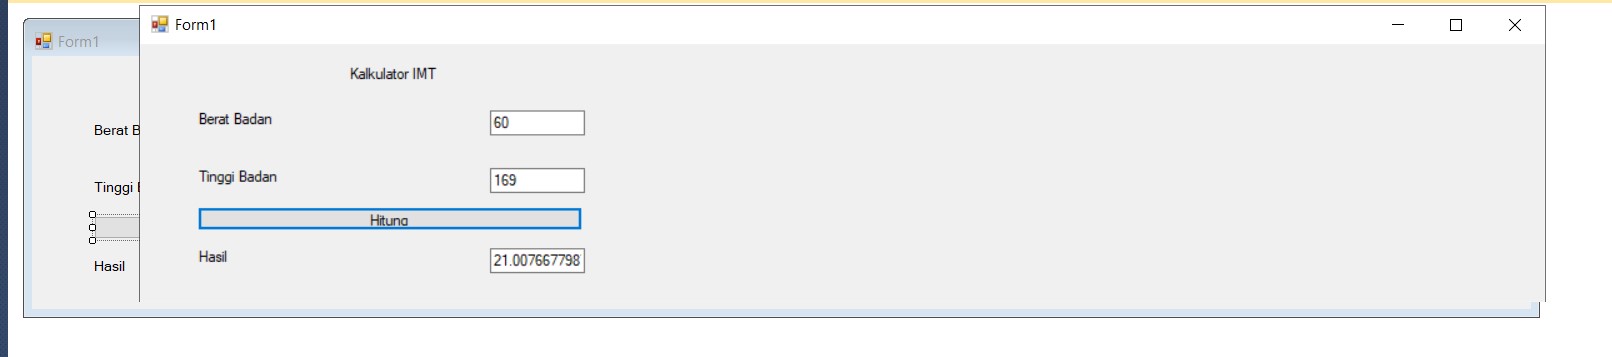 Form1
Form1
Kalkulator IMT
Berat B
Berat Badan
60
Tinggi
Tinggi Badan
169
Hitung
Hasil
Hasil
21.007667798